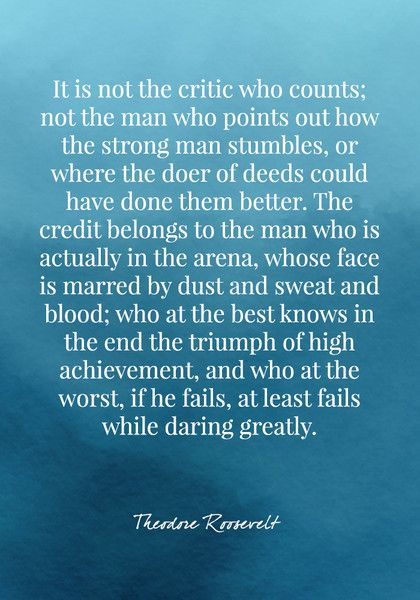 It is not the critic who counts;
not the man who points out how
the strong man stumbles, or
where the doer of deeds could
have done them better. The
credit belongs to the man who is
actually in the arena, whose face
is marred by dust and sweat and
blood; who at the best knows in
the end the triumph of high
achievement, and who at the
worst, if he fails, at least fails
while daring greatly.
Theodore Roosevelt